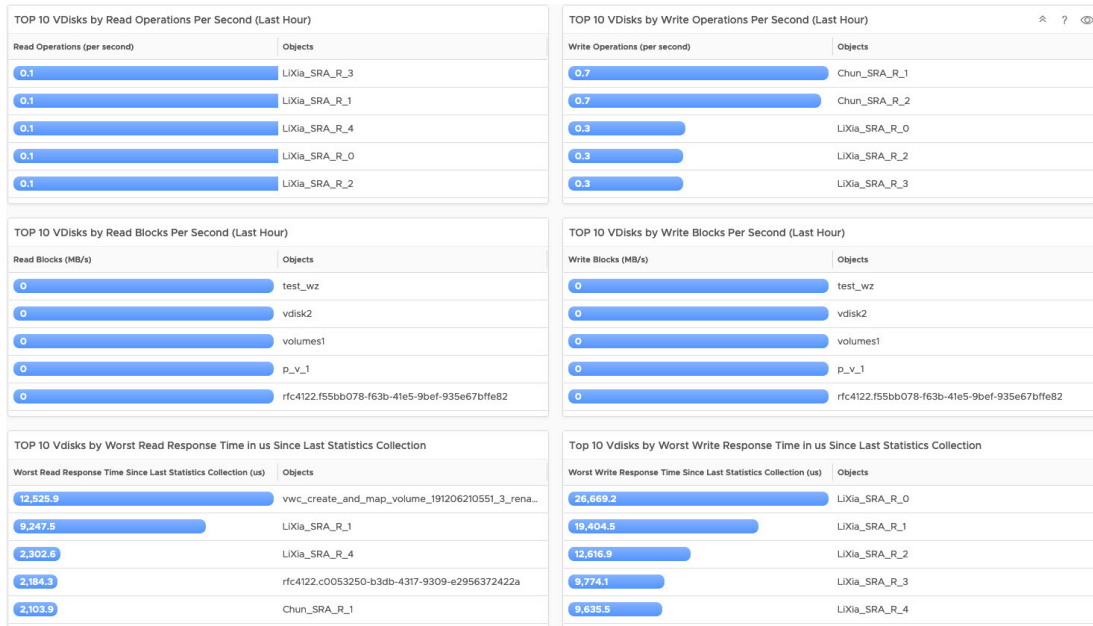 TOP 10 VDisks by Read Operations Per Second (Last Hour)
Read Operations (per second) Objects
0.1 LiXia_SRA_R_3
0.1 LiXia_SRA_R_1
0.1 LiXia_SRA_R_4
0.1 LiXia_SRA_R_0
0.1 LiXia_SRA_R_2
TOP 10 VDisks by Write Operations Per Second (Last Hour) ?
Write Operations (per second) Objects
0.7 Chun_SRA_R_1
0.7 Chun_SRA_R_2
0.3 LiXia_SRA_R_0
0.3 LiXia_SRA_R_2
0.3 LiXia_SRA_R_3
TOP 10 VDisks by Read Blocks Per Second (Last Hour)
Read Blocks (MB/s) Objects
0 test_wz
0 vdisk2
0 volumes1
0 p_v_1
0 rfc4122.f55bb078-f63b-41e5-9bef-935e67bffe82
TOP 10 VDisks by Write Blocks Per Second (Last Hour)
Write Blocks (MB/s) Objects
0 test_wz
0 vdisk2
0 volumes1
0 p_v_1
0 rfc4122.f55bb078-f63b-41e5-9bef-935e67bffe82
TOP 10 Vdisks by Worst Read Response Time in us Since Last Statistics Collection
Worst Read Response Time Since Last Statistics Collection (us) Objects
12,525.9 vwc_create_and_map_volume_191206210551_3_rena...
9,247.5 LiXia_SRA_R_1
2,302.6 LiXia_SRA_R_4
2,184.3 rfc4122.c0053250-b3db-4317-9309-e2956372422a
2,103.9 Chun_SRA_R_1
Top 10 Vdisks by Worst Write Response Time in us Since Last Statistics Collection
Worst Write Response Time Since Last Statistics Collection (us) Objects
26,669.2 LiXia_SRA_R_0
19,404.5 LiXia_SRA_R_1
12,616.9 LiXia_SRA_R_2
9,774.1 LiXia_SRA_R_3
9,635.5 LiXia_SRA_R_4